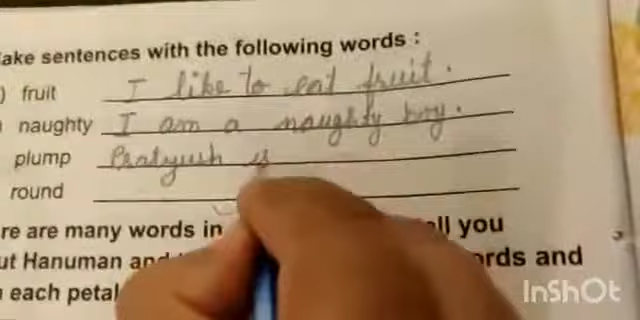 ake sentences with the following words :
) fruit I like to eat fruit.
naughty I am a naughty boy.
plump Pratyush is
round
re are many words in ll you
ut Hanuman an rds and
each petal
InShOt